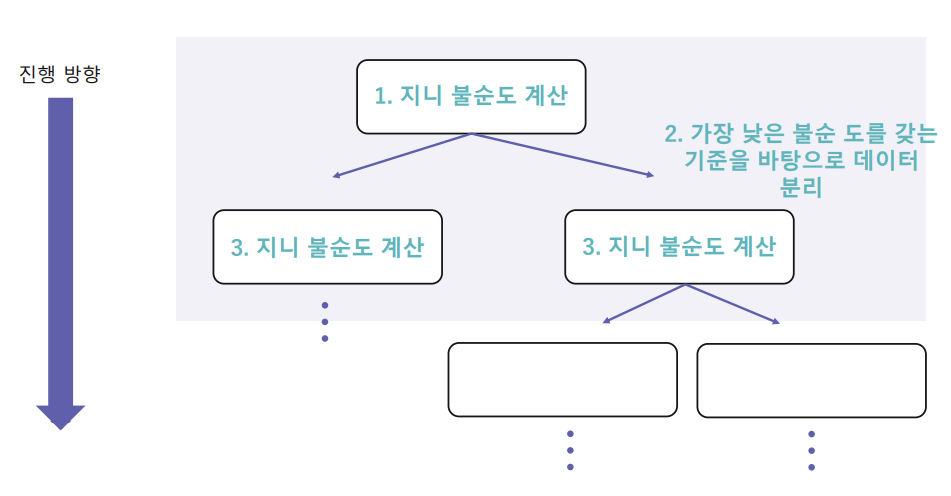 진행 방향
1. 지니 불순도 계산
2. 가장 낮은 불순 도를 갖는
기준을 바탕으로 데이터
분리
3. 지니 불순도 계산
3. 지니 불순도 계산